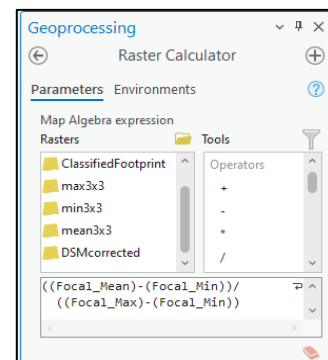 Geoprocessing
Raster Calculator
Parameters Environments
Map Algebra expression
Rasters Tools
ClassifiedFootprint
max3x3
min3x3
mean3x3
DSMcorrected
Operators
+
-
*
/
((Focal_Mean)-(Focal_Min))/
((Focal_Max)-(Focal_Min))